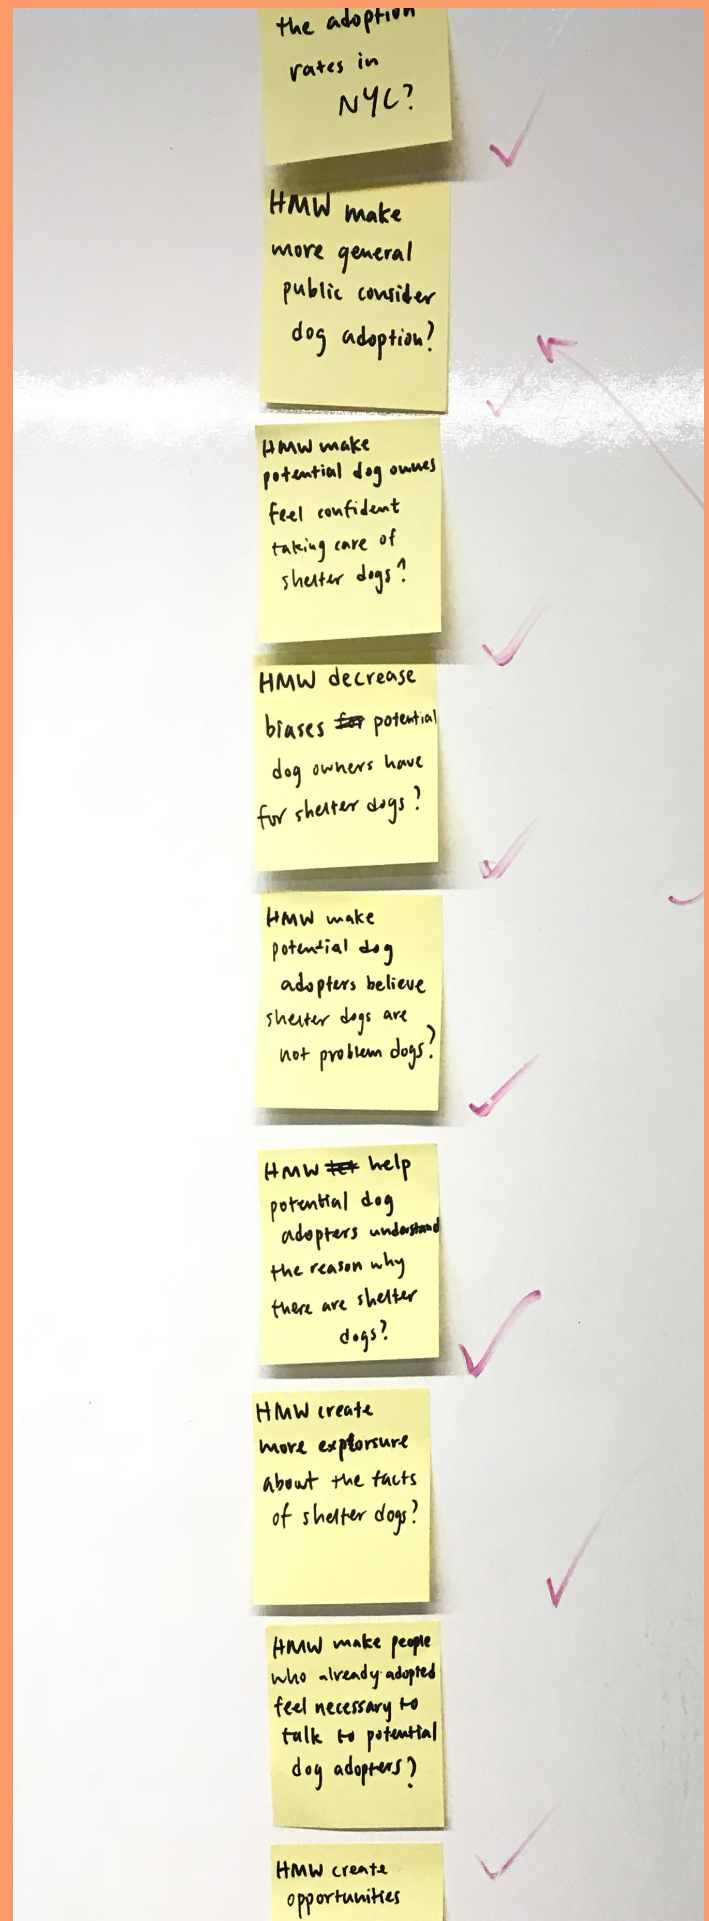 the adoption
rates in
NYC?
HMW make
more general
public consider
dog adoption?
HMW make
potential dog ownes
feel confident
taking care of
shelter dogs?
HMW decrease
biases for potential
dog owners have
for shelter dogs?
HMW make
potential dog
adopters believe
shelter dogs are
not problem dogs?
HMW help
potential dog
adopters understand
the reason why
there are shelter
dogs?
HMW create
more explorsure
about the facts
of shelter dogs?
HMW make people
who already adopted
feel necessary to
talk to potential
dog adopters?
HMW create
opportunities